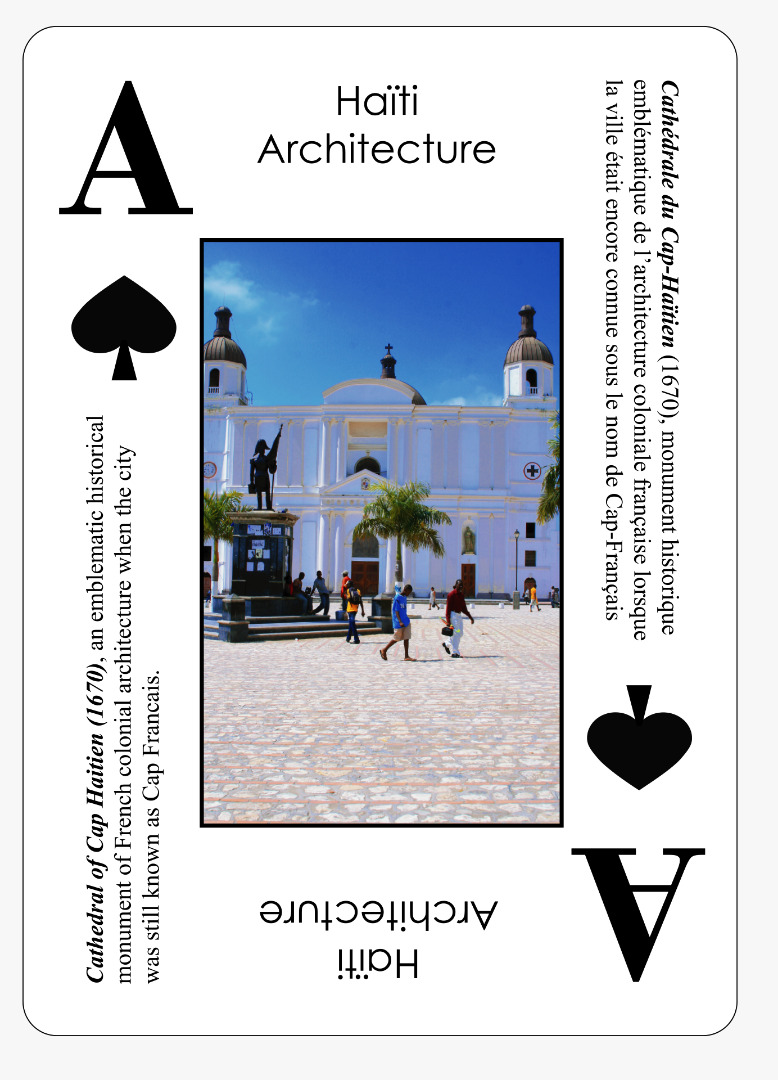 A
Haïti
Architecture
Cathédrale du Cap-Haïtien (1670), monument historique
emblématique de l'architecture coloniale française lorsque
la ville était encore connue sous le nom de Cap-Français
Cathedral of Cap Haitien (1670), an emblematic historical
monument of French colonial architecture when the city
was still known as Cap Francais.
Haïti
Architecture
A